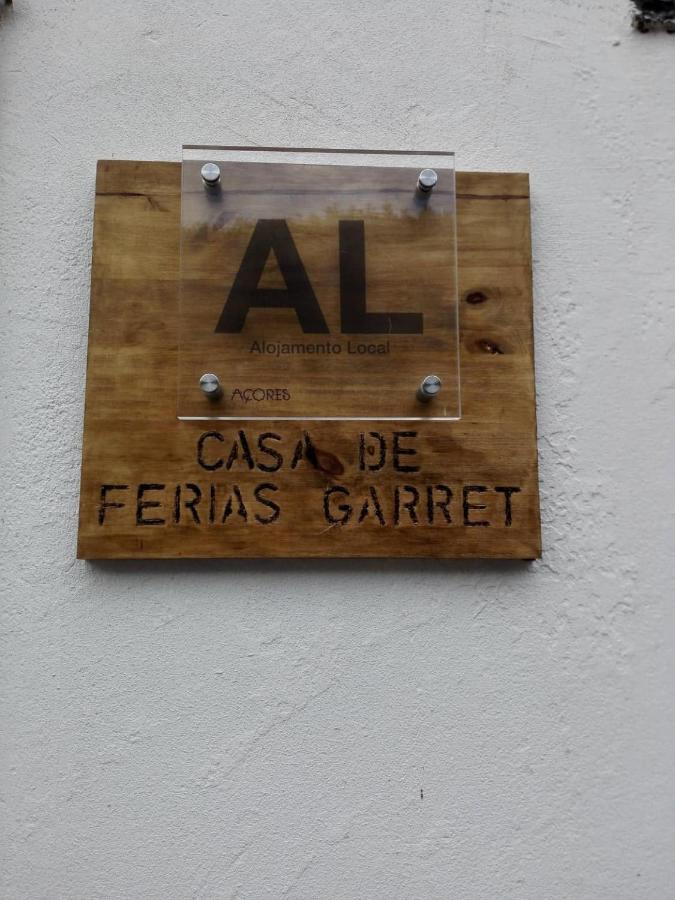 AL
Alojamento Local
AÇORES
CASA DE
FERIAS GARRET